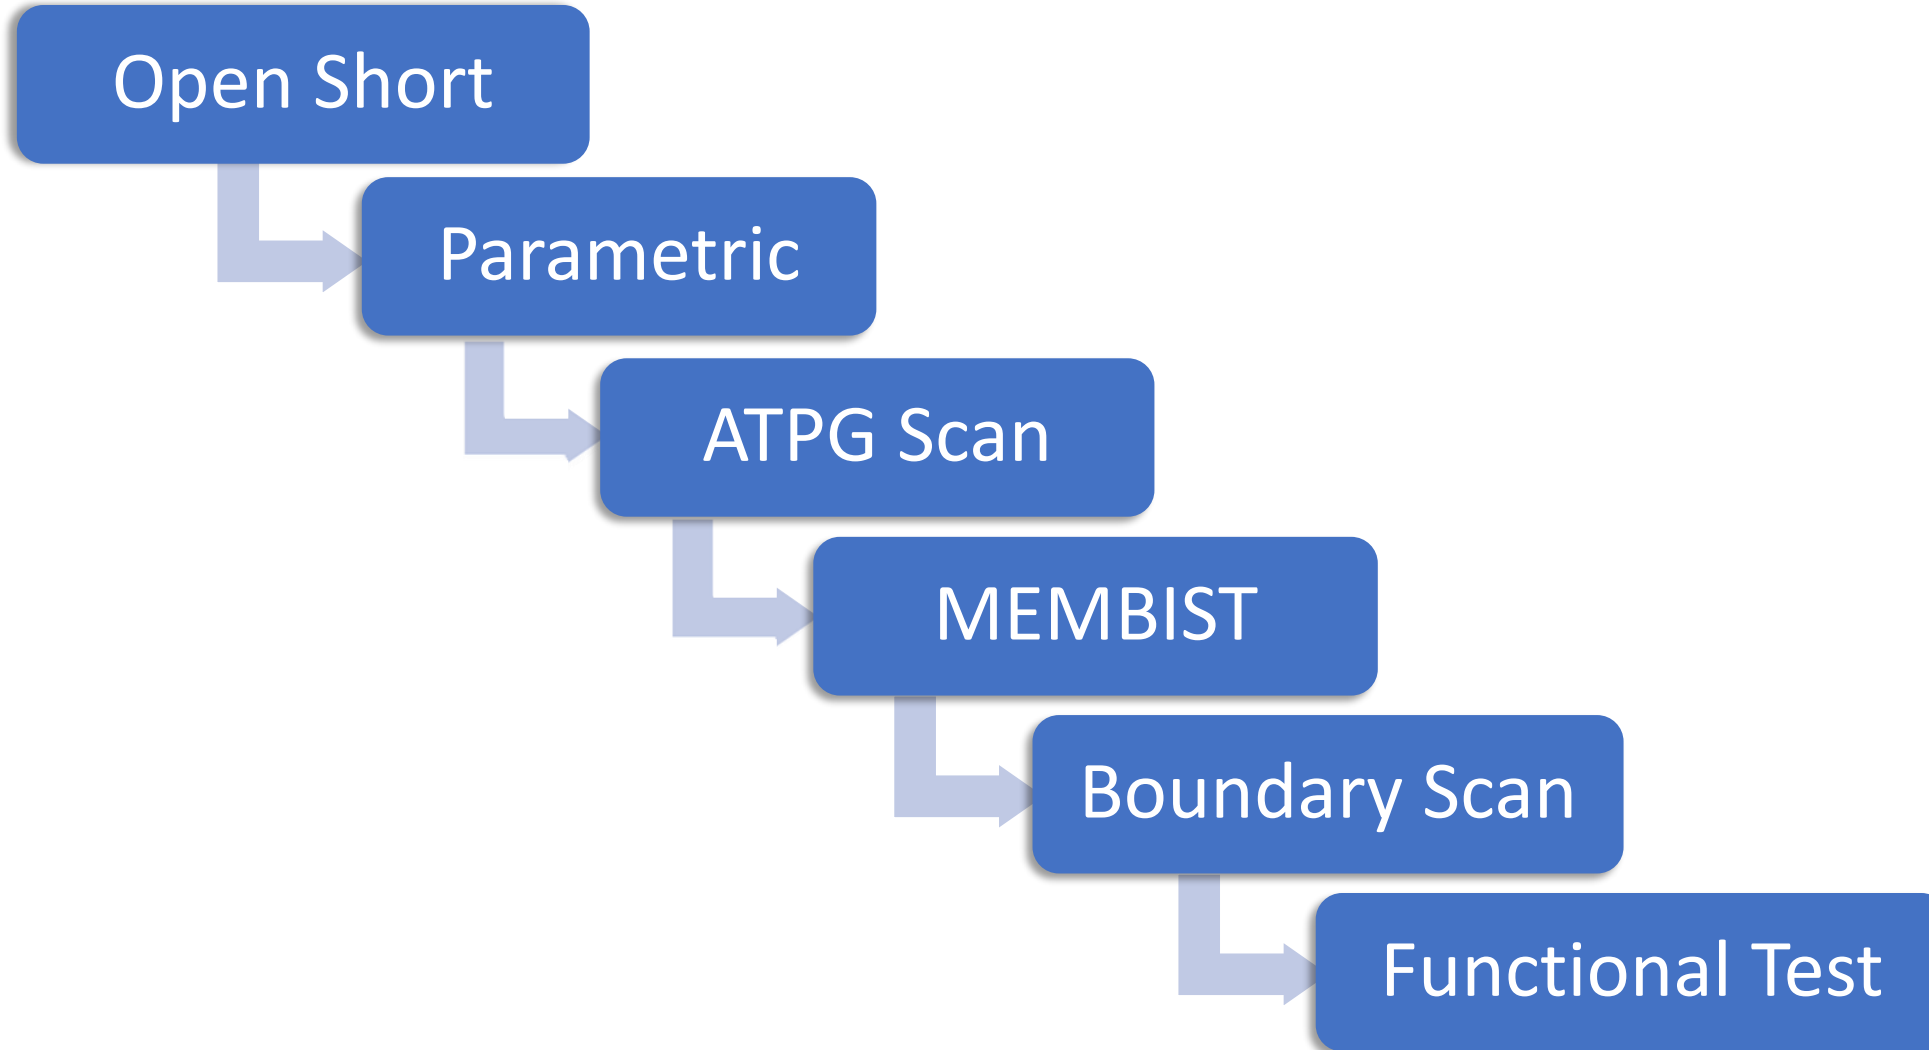 Open Short
Parametric
ATPG Scan
MEMBIST
Boundary Scan
Functional Test